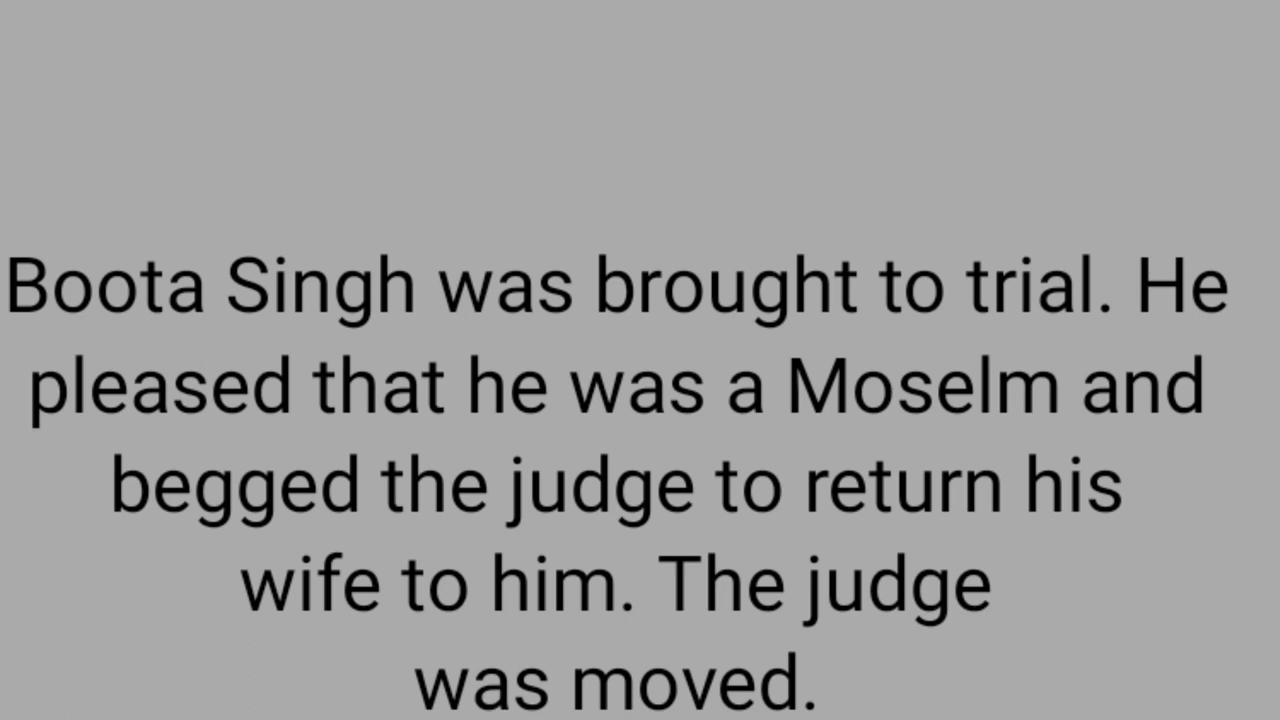 Boota Singh was brought to trial. He
pleased that he was a Moselm and
begged the judge to return his
wife to him. The judge
was moved.